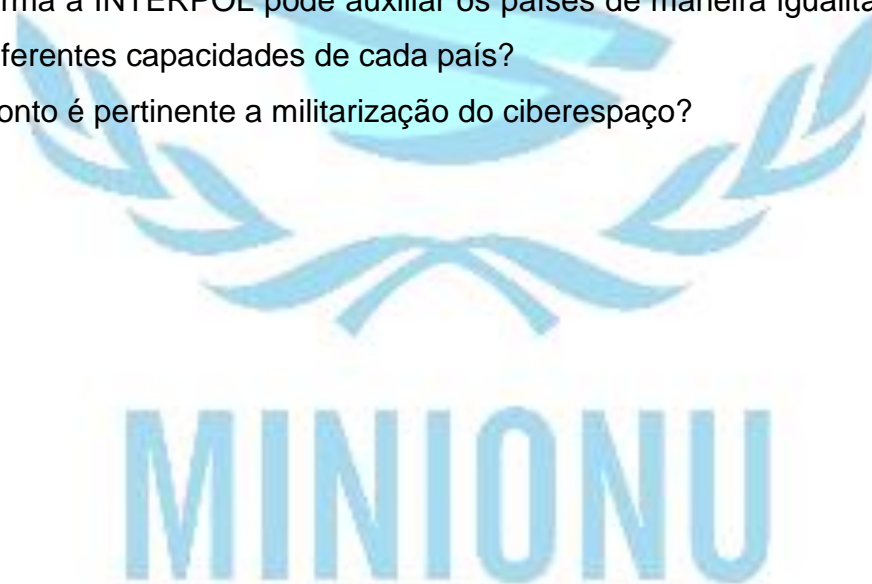 a INTERPOL pode auxiliar os países de maneira
capacidades de cada país?
é pertinente a militarização do ciberespaço?
MINIONU